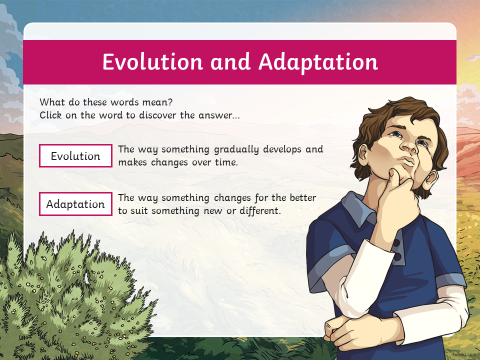 Evolution and Adaptation
What do these words mean?
Click on the word to discover the answer...
Evolution
The way something gradually develops and
makes changes over time.
Adaptation
The way something changes for the better
to suit something new or different.